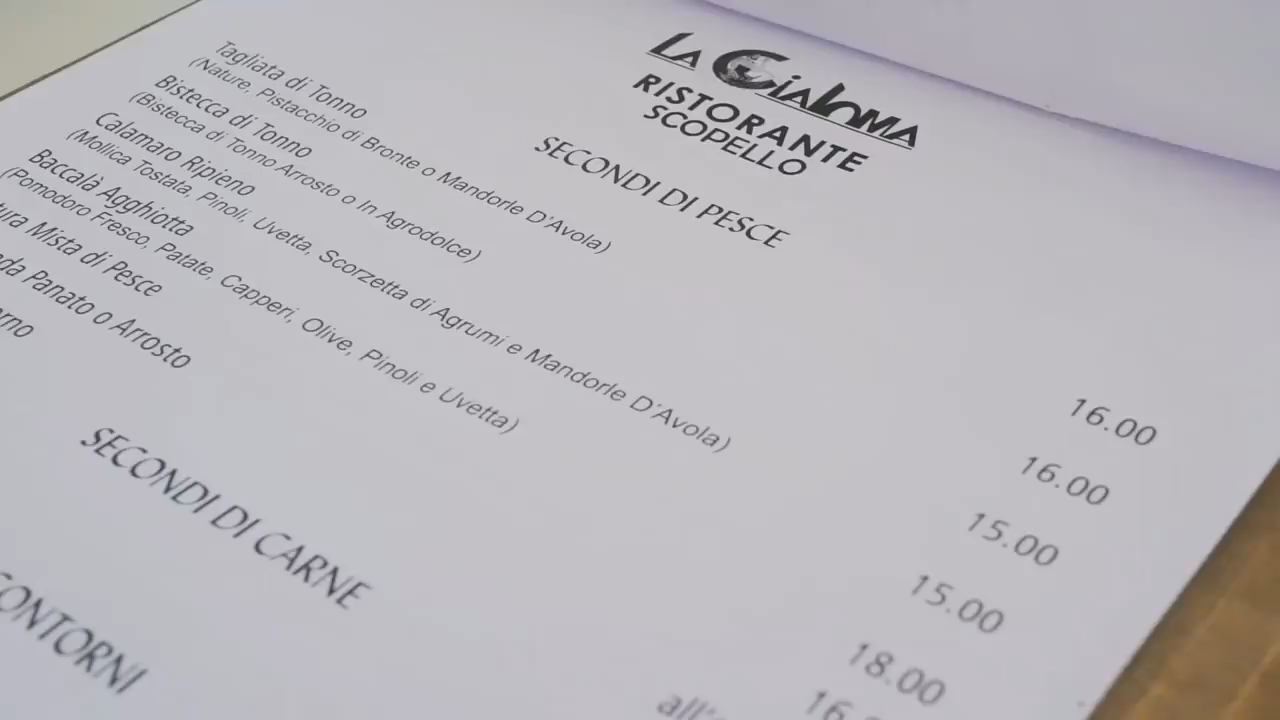 LA Gialoma
RISTORANTE
SCOPELLO
SECONDI DI PESCE
Tagliata di Tonno
(Nature, Pistacchio di Bronte o Mandorle D'Avola)
16.00
Bistecca di Tonno
(Bistecca di Tonno Arrosto o In Agrodolce)
16.00
Calamaro Ripieno
(Mollica Tostata, Pinoli, Uvetta, Scorzetta di Agrumi e Mandorle D'Avola)
15.00
Baccalà Agghiotta
(Pomodoro Fresco, Patate, Capperi, Olive, Pinoli e Uvetta)
15.00
Mista di Pesce
18.00
Panato o Arrosto
SECONDI DI CARNE